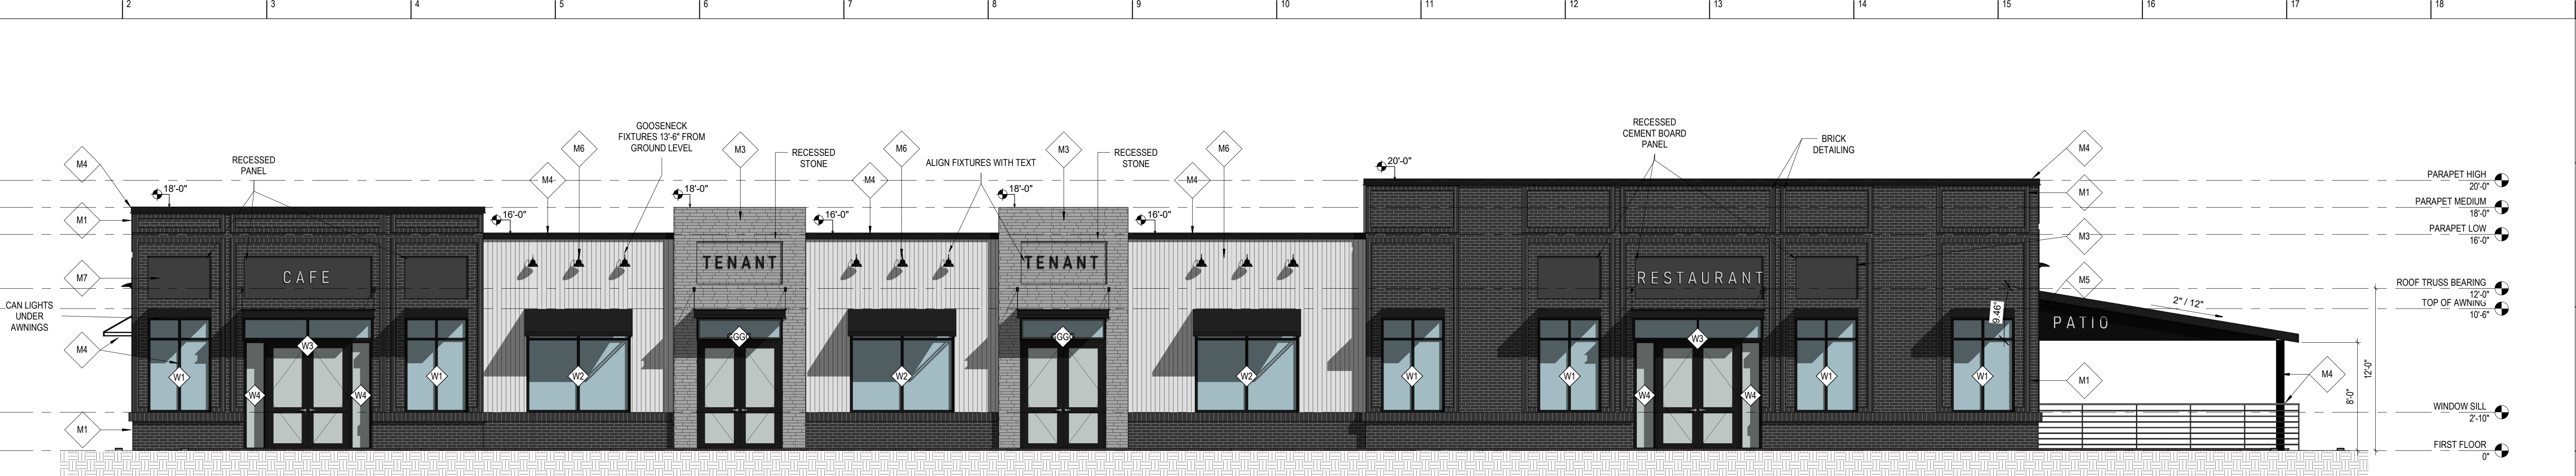 2 3 4 5 6 7 8 9 10 11 12 13 14 15 16 17 18
GOOSENECK
FIXTURES 13'-6" FROM
GROUND LEVEL
RECESSED
CEMENT BOARD
PANEL
BRICK
DETAILING
M4
RECESSED
PANEL
M6
M3
RECESSED
STONE
M6
ALIGN FIXTURES WITH TEXT
M3
RECESSED
STONE
M6
M4
M4
M4
M4
20'-0"
PARAPET HIGH
20'-0"
18'-0"
18'-0"
18'-0"
M1
PARAPET MEDIUM
18'-0"
M1
16'-0"
16'-0"
16'-0"
PARAPET LOW
16'-0"
M3
M7
CAFE
TENANT
TENANT
RESTAURANT
M5
ROOF TRUSS BEARING
12'-0"
CAN LIGHTS
UNDER
AWNINGS
2" / 12"
TOP OF AWNING
10'-6"
9.46"
PATIO
M4
W3
GGG
GGG
W3
W1
W1
W2
W2
W2
W1
W1
W1
W1
M1
M4
W4
W4
W4
W4
8'-0"
12'-0"
M1
WINDOW SILL
2'-10"
FIRST FLOOR
0"